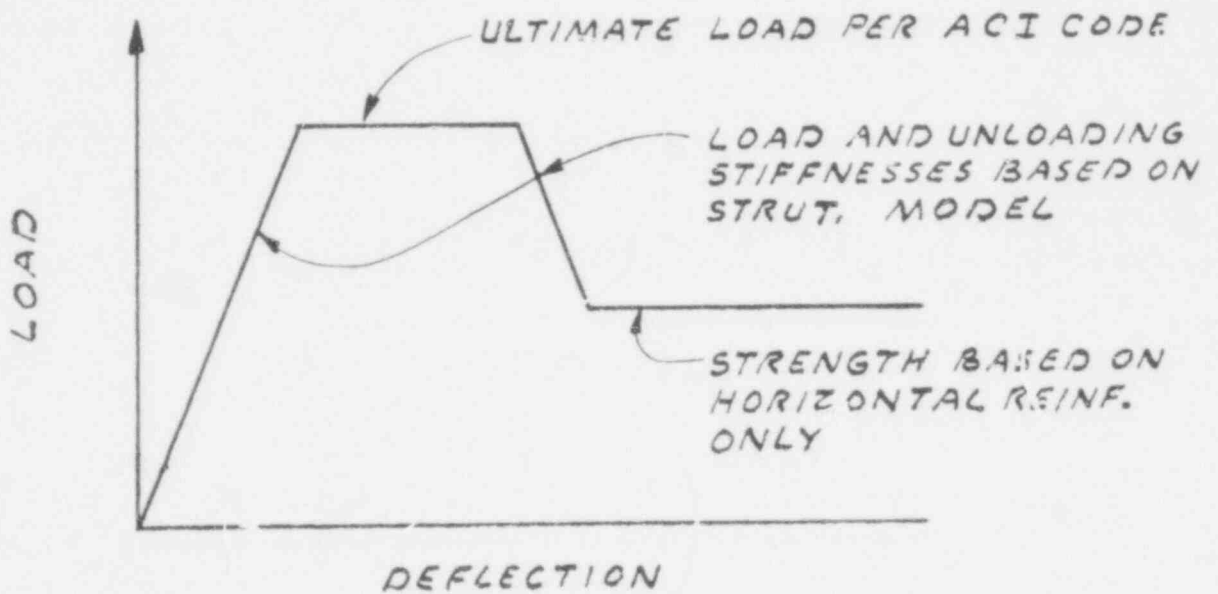 ULTIMATE LOAD PER ACI CODE
LOAD AND UNLOADING
STIFFNESSES BASED ON
STRUT. MODEL
LOAD
STRENGTH BASED ON
HORIZONTAL REINF.
ONLY
DEFLECTION